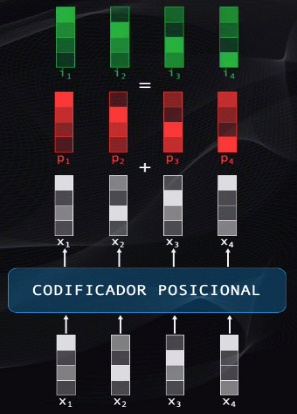 i₁ i₂ i₃ i₄
=
p₁ p₂ p₃ p₄
+
x₁ x₂ x₃ x₄
CODIFICADOR POSICIONAL
x₁ x₂ x₃ x₄